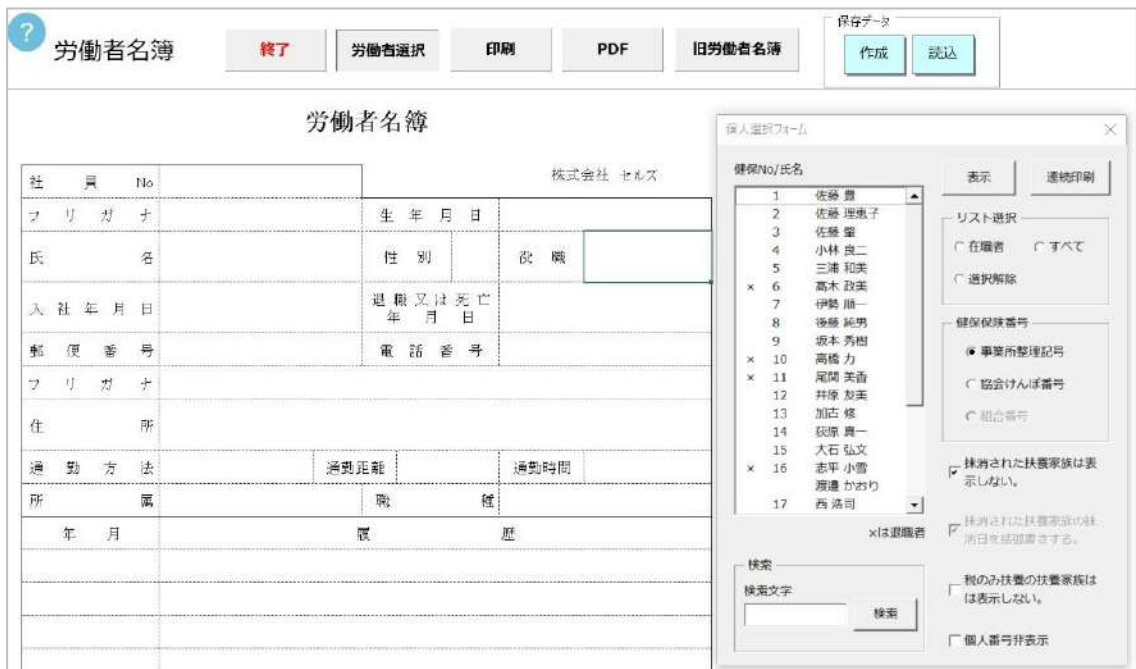 ?
労働者名簿
終了
労働者選択
印刷
PDF
旧労働者名簿
保存データ
作成
読込
労働者名簿
株式会社 セルズ
社員No
フリガナ
生年月日
氏名
性別
役職
入社年月日
退職又は死亡
年月日
郵便番号
電話番号
フリガナ
住所
通勤方法
通勤距離
通勤時間
所属
職種
年月
履歴
個人選択フォーム
健保No/氏名
1 佐藤 豊
2 佐藤 理恵子
3 佐藤 肇
4 小林 良二
5 三浦 和美
× 6 高木 政美
7 伊勢 順一
8 後藤 純男
9 坂本 秀樹
× 10 高橋 力
× 11 尾関 美香
12 井原 友美
13 加古 修
14 荻原 真一
15 大石 弘文
× 16 志平 小雪
渡邉 かおり
17 西 浩司
×は退職者
検索
検索文字
検索
表示
連続印刷
リスト選択
在職者
すべて
選択解除
健保保険番号
事業所整理記号
協会けんぽ番号
組合番号
抹消された扶養家族は表
示しない。
抹消された扶養家族の抹
消日を括弧書きする。
税のみ扶養の扶養家族は
は表示しない。
個人番号非表示